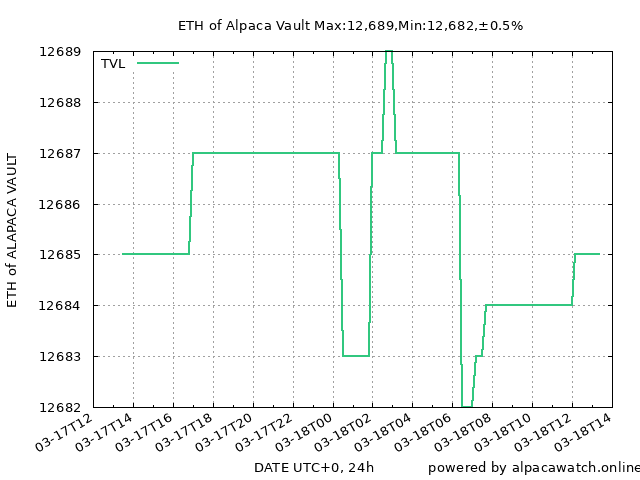 ETH of Alpaca Vault Max:12,689,Min:12,682,±0.5%
TVL
12689
12688
12687
12686
12685
12684
12683
12682
ETH of ALAPACA VAULT
03-17T12
03-17T14
03-17T16
03-17T18
03-17T20
03-17T22
03-18T00
03-18T02
03-18T04
03-18T06
03-18T08
03-18T10
03-18T12
03-18T14
DATE UTC+0, 24h
powered by alpacawatch.online